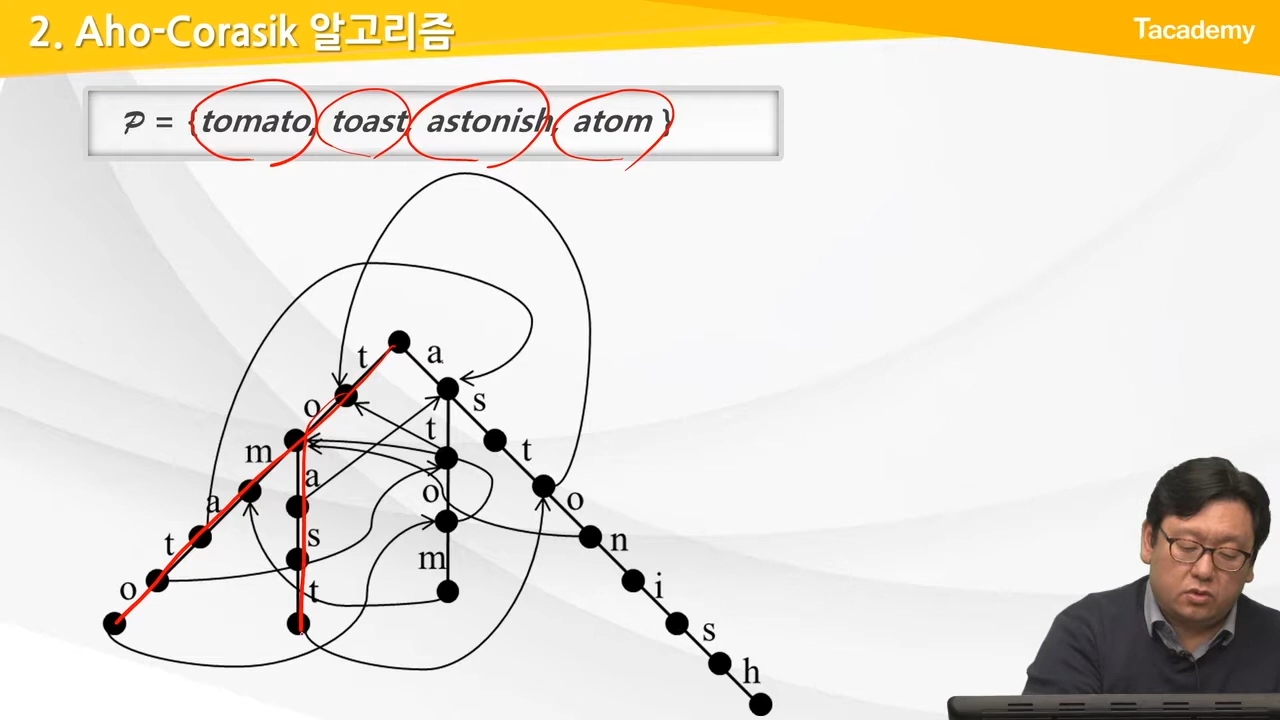 2. Aho-Corasik 알고리즘
Tacademy
𝒫 = {tomato, toast, astonish, atom }
t
a
o
s
m
t
t
a
a
o
o
t
s
m
n
o
t
i
s
h